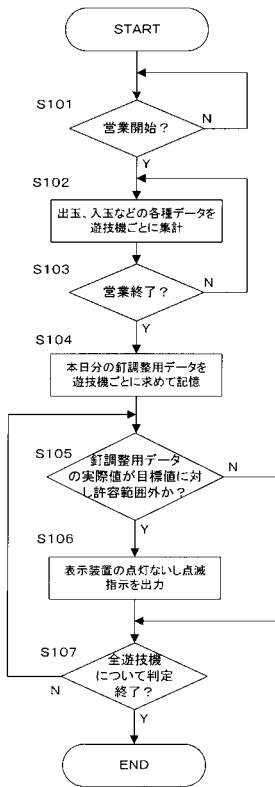 START
S101
営業開始？
N
Y
S102
出玉、入玉などの各種データを
遊技機ごとに集計
S103
営業終了？
N
Y
S104
本日分の釘調整用データを
遊技機ごとに求めて記憶
S105
釘調整用データ
の実際値が目標値に対
し許容範囲外か？
N
Y
S106
表示装置の点灯ないし点滅
指示を出力
S107
全遊技機
について判定
終了？
N
Y
END